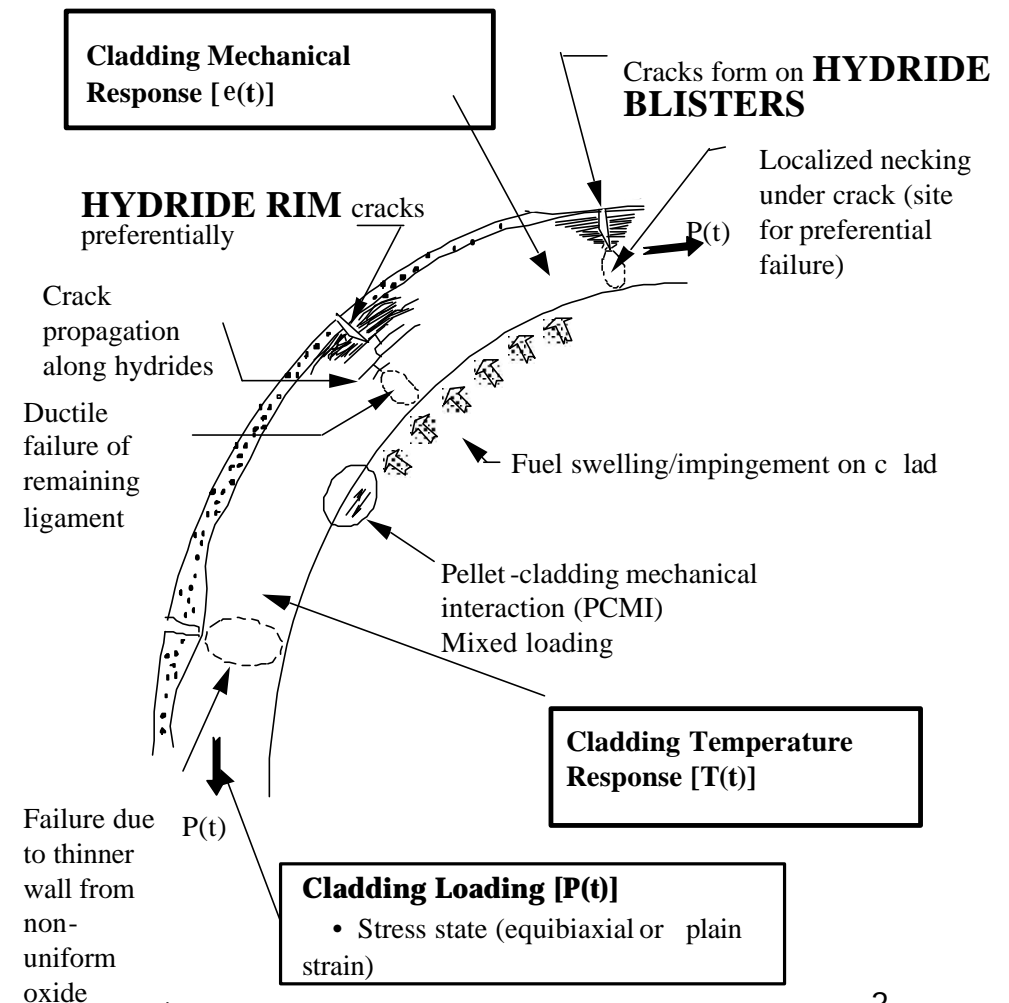 Cladding Mechanical
Response [e(t)]
Cracks form on HYDRIDE
BLISTERS
Localized necking
under crack (site
for preferential
failure)
P(t)
HYDRIDE RIM cracks
preferentially
Crack
propagation
along hydrides
Ductile
failure of
remaining
ligament
Fuel swelling/impingement on c lad
Pellet-cladding mechanical
interaction (PCMI)
Mixed loading
Cladding Temperature
Response [T(t)]
Failure due
to thinner
wall from
non-
uniform
oxide
P(t)
Cladding Loading [P(t)]
• Stress state (equibiaxial or plain
strain)